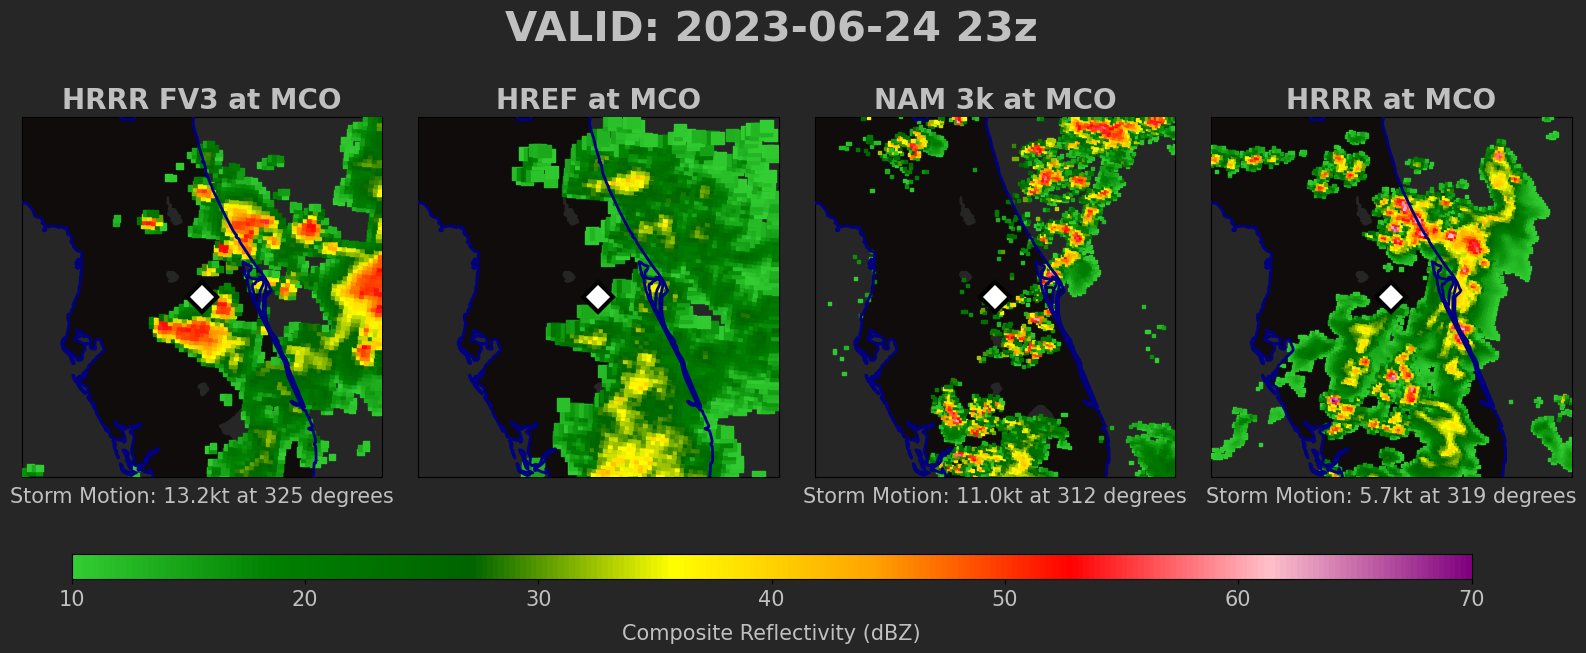 VALID: 2023-06-24 23z
HRRR FV3 at MCO
HREF at MCO
NAM 3k at MCO
HRRR at MCO
Storm Motion: 13.2kt at 325 degrees
Storm Motion: 11.0kt at 312 degrees
Storm Motion: 5.7kt at 319 degrees
10 20 30 40 50 60 70
Composite Reflectivity (dBZ)